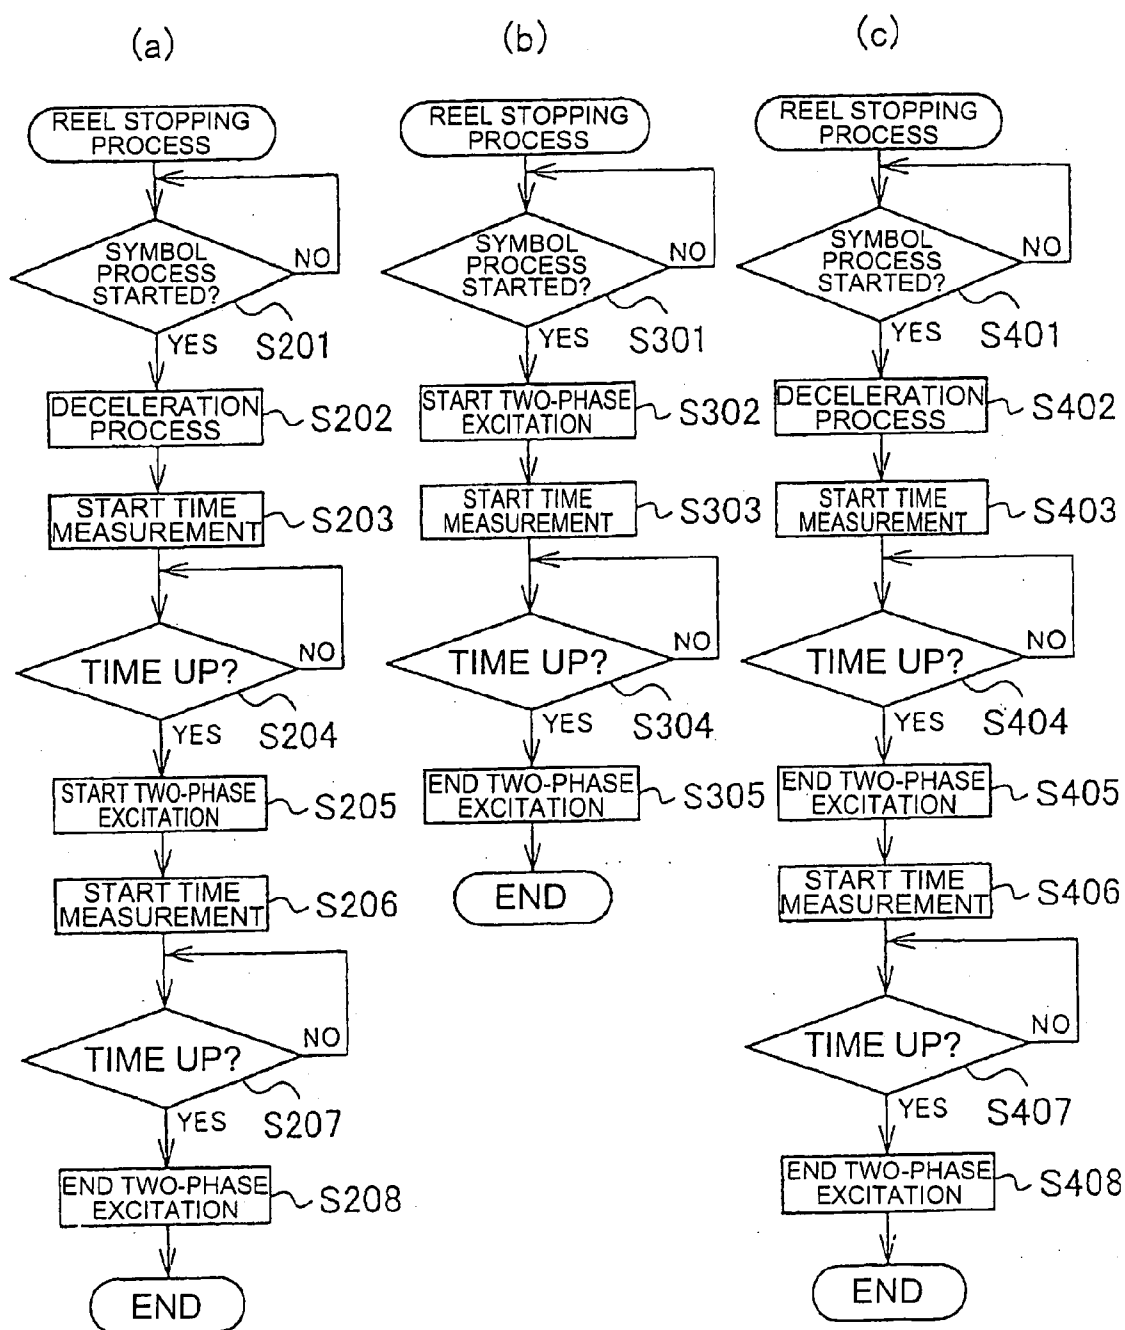 (a)
REEL STOPPING
PROCESS
SYMBOL
PROCESS
STARTED?
NO
YES
S201
DECELERATION
PROCESS
S202
START TIME
MEASUREMENT
S203
TIME UP?
NO
YES
S204
START TWO-PHASE
EXCITATION
S205
START TIME
MEASUREMENT
S206
TIME UP?
NO
YES
S207
END TWO-PHASE
EXCITATION
S208
END
(b)
REEL STOPPING
PROCESS
SYMBOL
PROCESS
STARTED?
NO
YES
S301
START TWO-PHASE
EXCITATION
S302
START TIME
MEASUREMENT
S303
TIME UP?
NO
YES
S304
END TWO-PHASE
EXCITATION
S305
END
(c)
REEL STOPPING
PROCESS
SYMBOL
PROCESS
STARTED?
NO
YES
S401
DECELERATION
PROCESS
S402
START TIME
MEASUREMENT
S403
TIME UP?
NO
YES
S404
END TWO-PHASE
EXCITATION
S405
START TIME
MEASUREMENT
S406
TIME UP?
NO
YES
S407
END TWO-PHASE
EXCITATION
S408
END